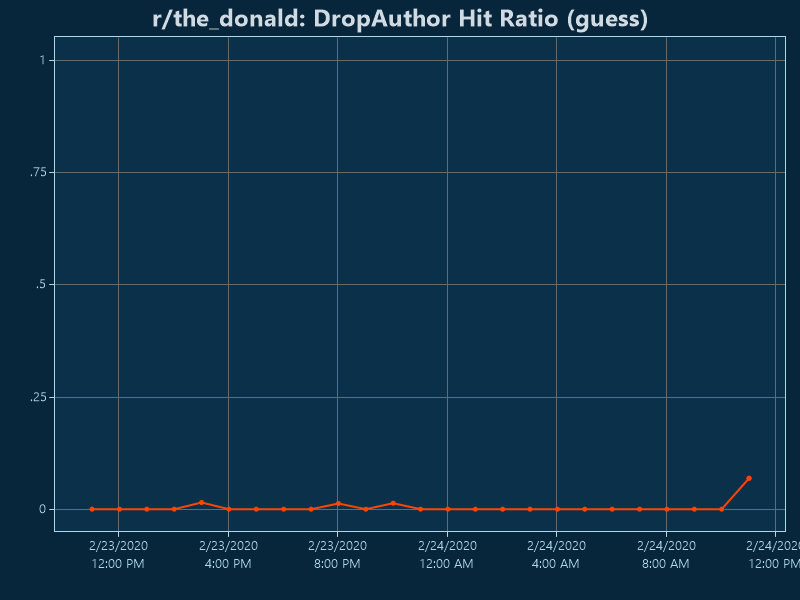 r/the_donald: DropAuthor Hit Ratio (guess)
1
.75
.5
.25
0
2/23/2020 2/23/2020 2/23/2020 2/24/2020 2/24/2020 2/24/2020 2/24/2020
12:00 PM 4:00 PM 8:00 PM 12:00 AM 4:00 AM 8:00 AM 12:00 PM